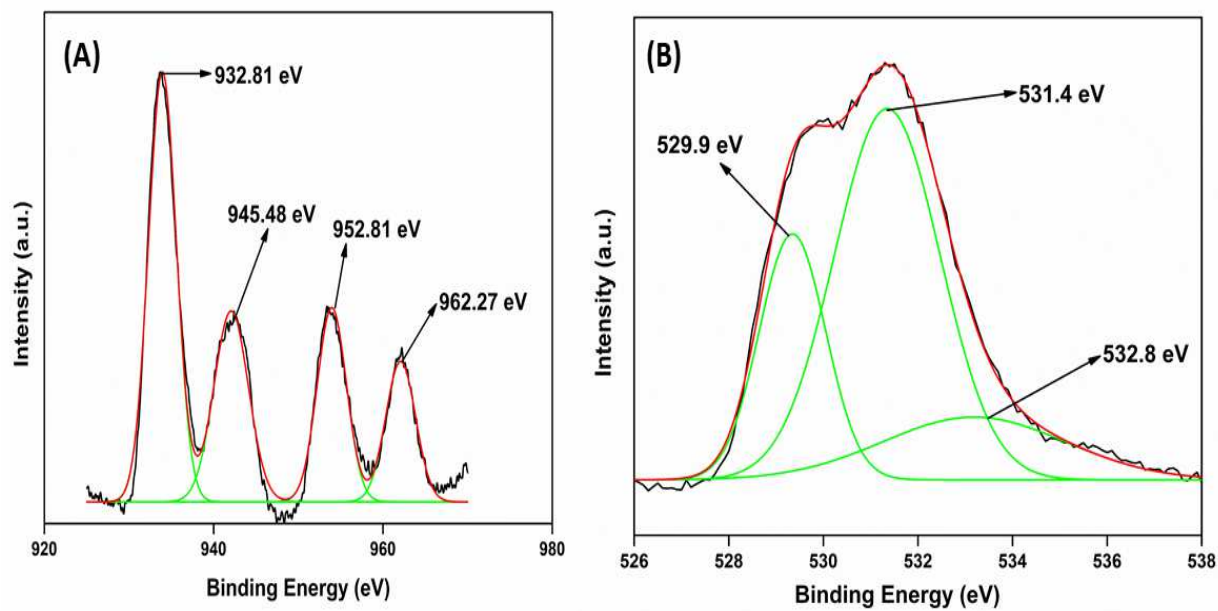 (A)
932.81 eV
945.48 eV
952.81 eV
962.27 eV
Intensity (a.u.)
920
940
960
980
Binding Energy (eV)
(B)
531.4 eV
529.9 eV
532.8 eV
Intensity (a.u.)
526
528
530
532
534
536
538
Binding Energy (eV)